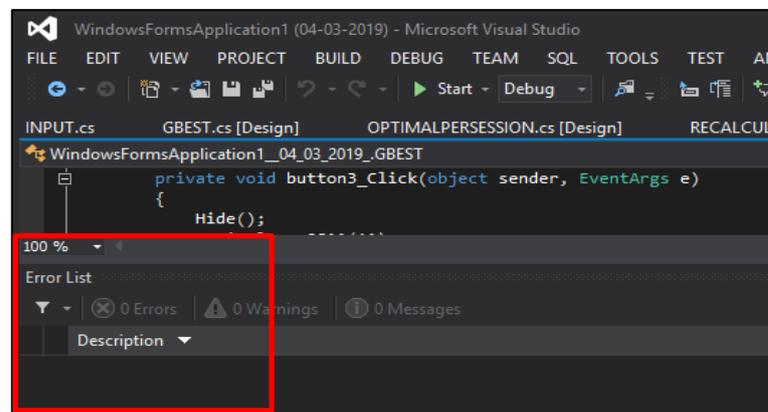 WindowsFormsApplication1 (04-03-2019) - Microsoft Visual Studio
FILE EDIT VIEW PROJECT BUILD DEBUG TEAM SQL TOOLS TEST
Start Debug
INPUT.cs GBEST.cs [Design] OPTIMALPERSESSION.cs [Design]
WindowsFormsApplication1__04_03_2019_.GBEST
private void button3_Click(object sender, EventArgs e)
{
Hide();
100 %
Error List
0 Errors 0 Warnings 0 Messages
Description